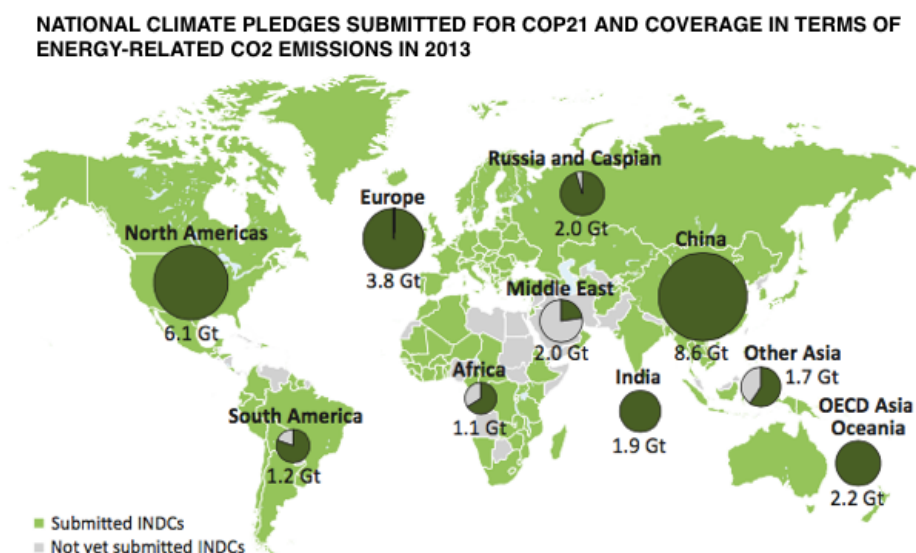 NATIONAL CLIMATE PLEDGES SUBMITTED FOR COP21 AND COVERAGE IN TERMS OF
ENERGY-RELATED CO2 EMISSIONS IN 2013
Russia and Caspian
2.0 Gt
Europe
3.8 Gt
North Americas
6.1 Gt
China
8.6 Gt
Middle East
2.0 Gt
Other Asia
1.7 Gt
Africa
1.1 Gt
India
1.9 Gt
OECD Asia
Oceania
2.2 Gt
South America
1.2 Gt
Submitted INDCs
Not yet submitted INDCs